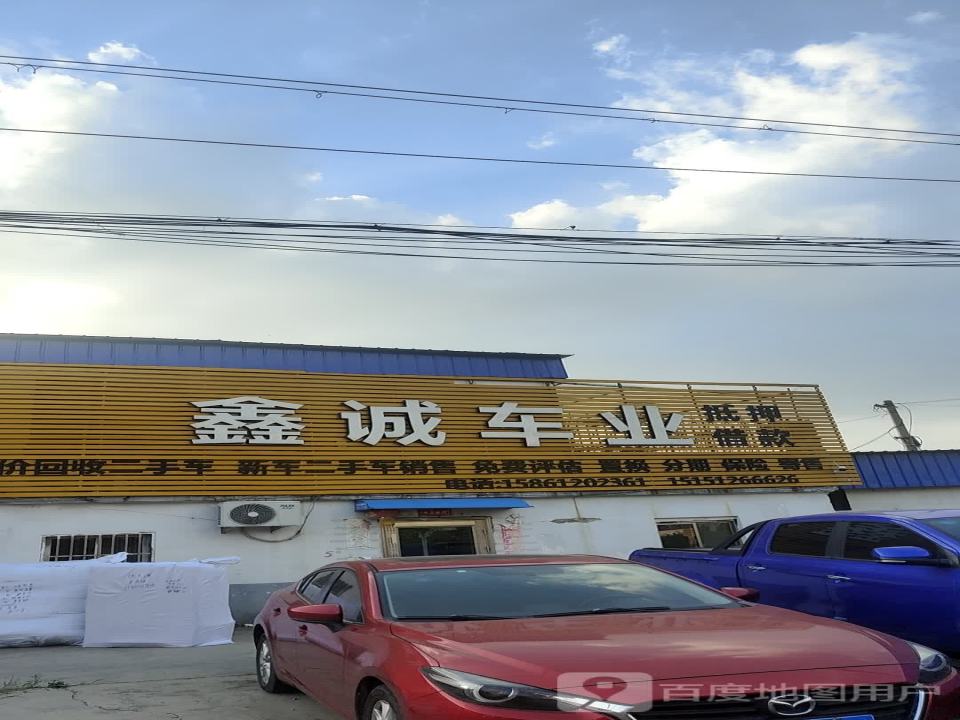 鑫诚车业
抵押
借款
价回收二手车 新车二手车销售 免费评估 置换 分期 保险 零售
电话:15861202361 15151266626
百度地图用户